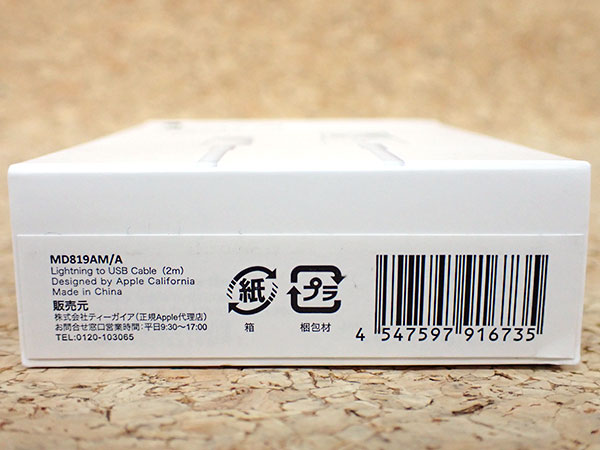 MD819AM/A
Lightning to USB Cable (2m)
Designed by Apple California
Made in China
販売元
株式会社ティーガイア(正規Apple代理店)
お問合せ窓口営業時間:平日9:30〜17:00
TEL:0120-103065
紙
箱
プラ
梱包材
4 547597 916735